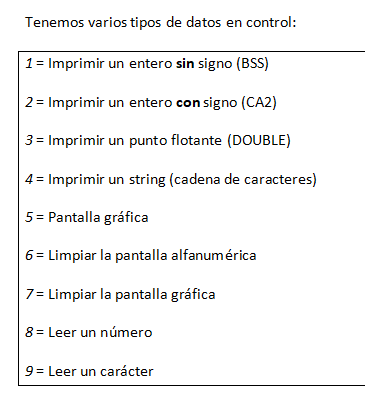 Tenemos varios tipos de datos en control:
1 = Imprimir un entero sin signo (BSS)
2 = Imprimir un entero con signo (CA2)
3 = Imprimir un punto flotante (DOUBLE)
4 = Imprimir un string (cadena de caracteres)
5 = Pantalla gráfica
6 = Limpiar la pantalla alfanumérica
7 = Limpiar la pantalla gráfica
8 = Leer un número
9 = Leer un carácter